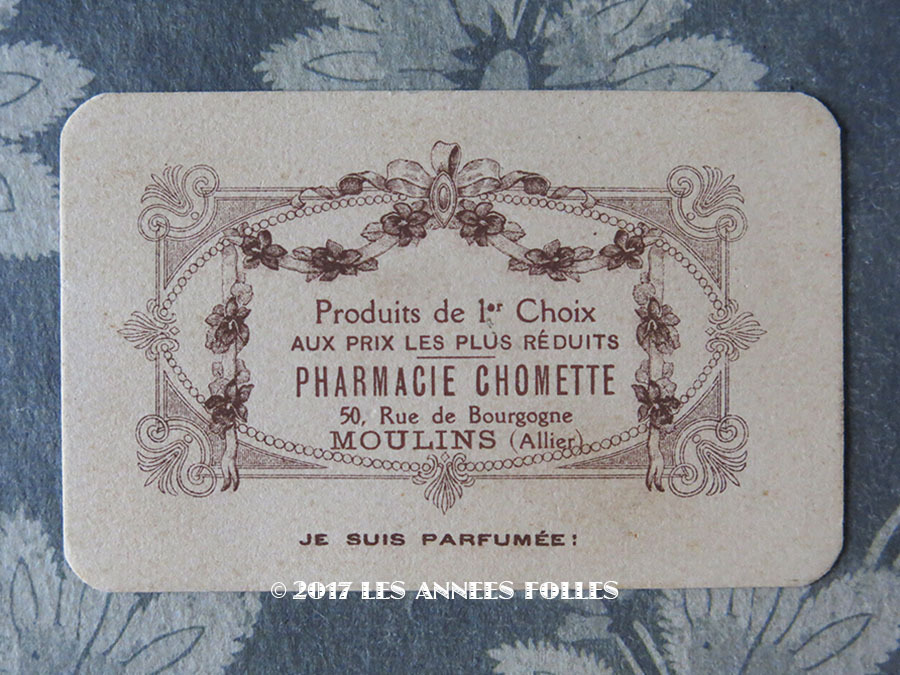 Produits de 1er Choix
AUX PRIX LES PLUS RÉDUITS
PHARMACIE CHOMETTE
50, Rue de Bourgogne
MOULINS (Allier)
JE SUIS PARFUMÉE!
© 2017 LES ANNEES FOLLES